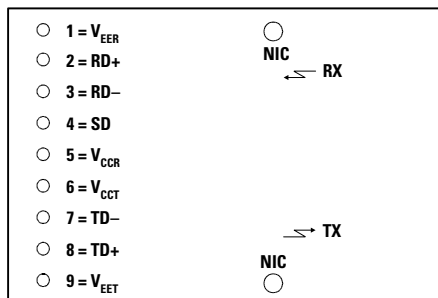 1 = VEER
2 = RD+
3 = RD–
4 = SD
5 = VCCR
6 = VCCT
7 = TD–
8 = TD+
9 = VEET
NIC
RX
TX
NIC